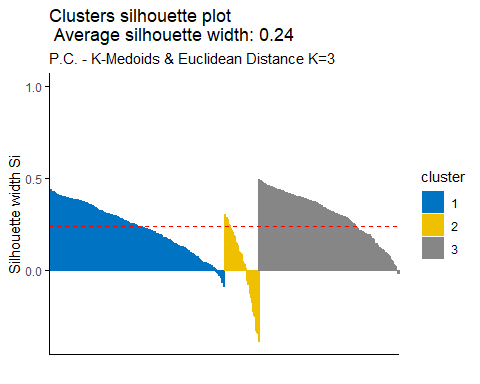 Clusters silhouette plot
Average silhouette width: 0.24
P.C. - K-Medoids & Euclidean Distance K=3
1.0
0.5
0.0
Silhouette width Si
cluster
1
2
3